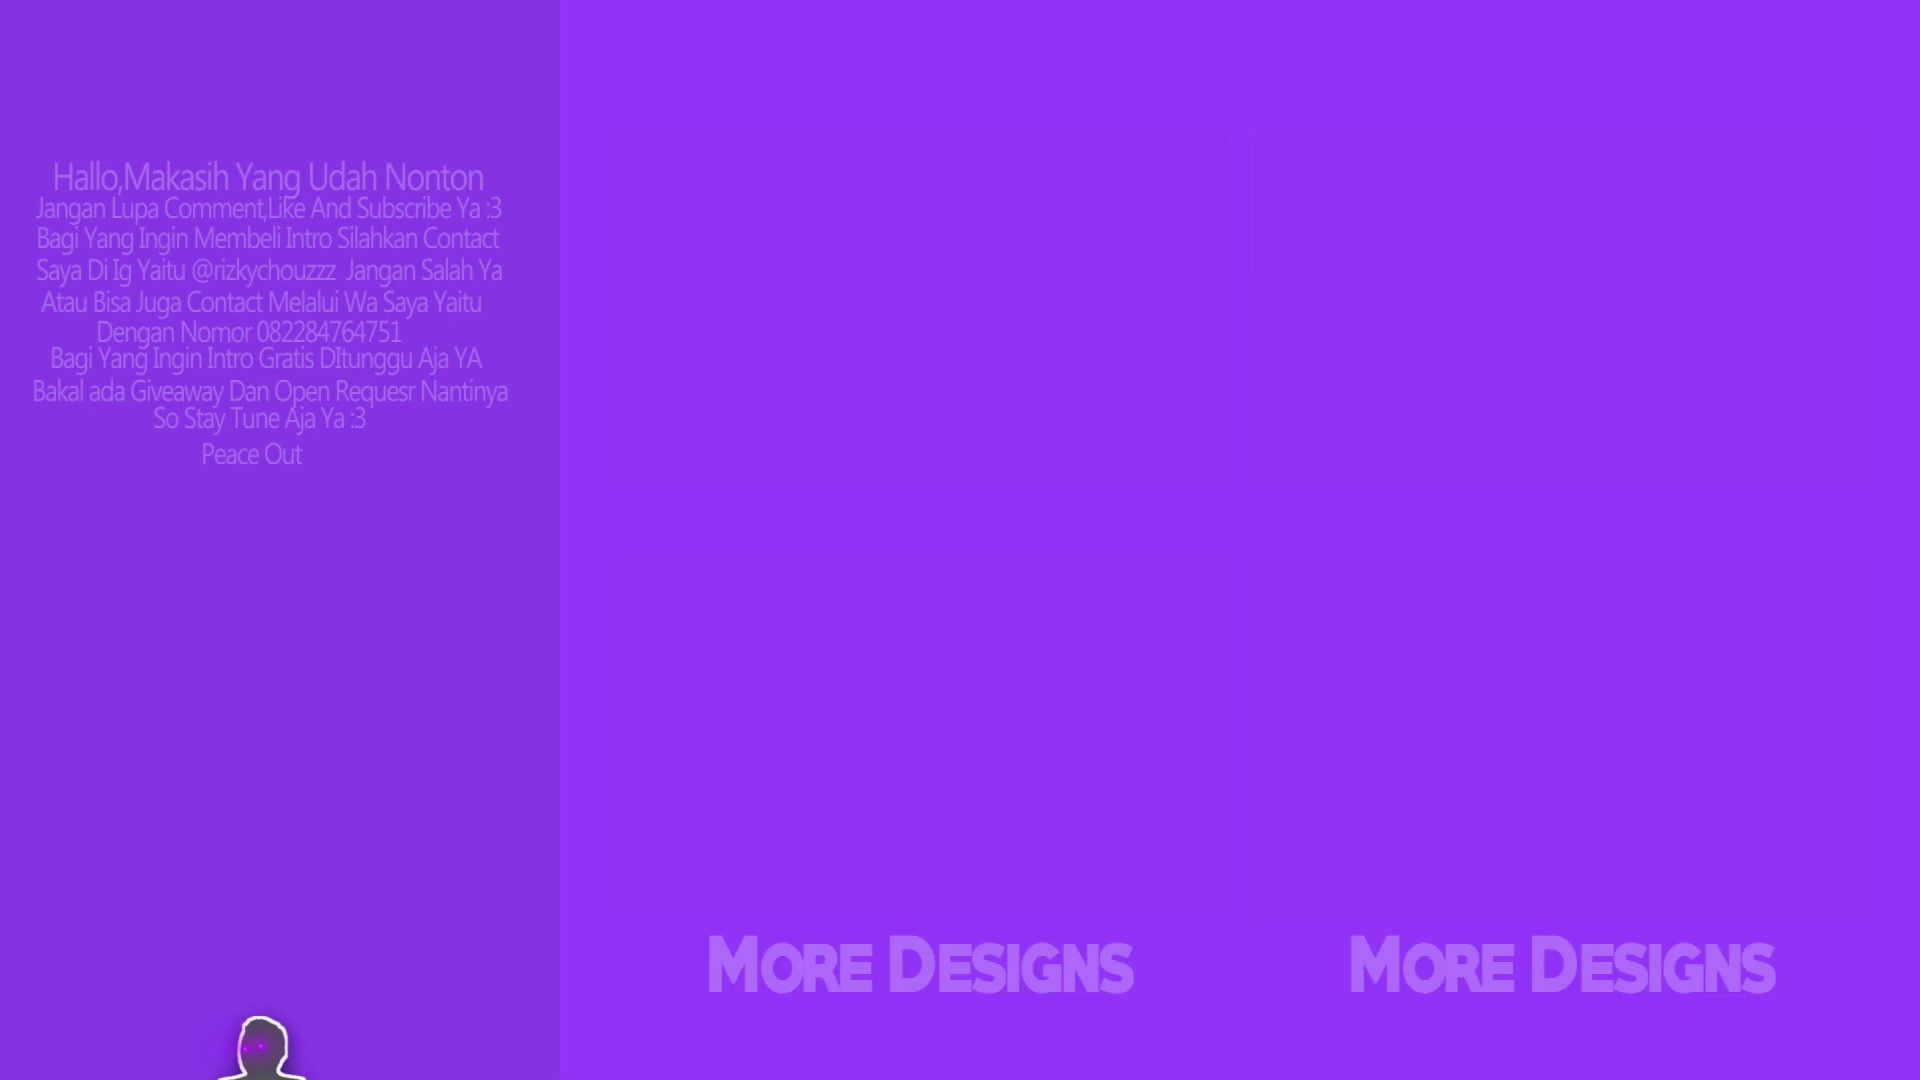 Hallo,Makasih Yang Udah Nonton
Jangan Lupa Comment,Like And Subscribe Ya :3
Bagi Yang Ingin Membeli Intro Silahkan Contact
Saya Di Ig Yaitu @rizkychouzzz Jangan Salah Ya
Atau Bisa Juga Contact Melalui Wa Saya Yaitu
Dengan Nomor 082284764751
Bagi Yang Ingin Intro Gratis DItunggu Aja YA
Bakal ada Giveaway Dan Open Requesr Nantinya
So Stay Tune Aja Ya :3
Peace Out
More Designs
More Designs